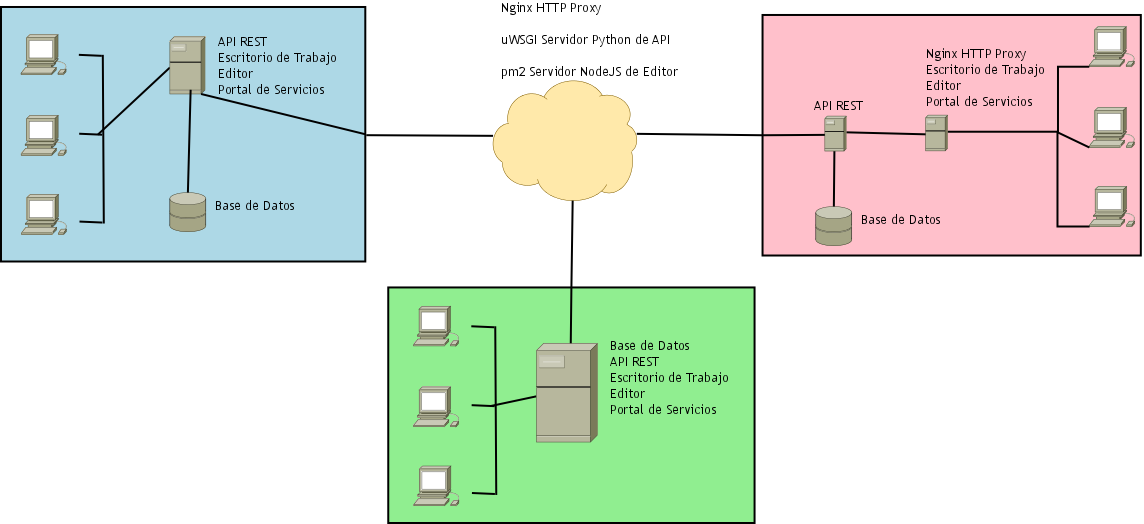 Nginx HTTP Proxy
uWSGI Servidor Python de API
pm2 Servidor NodeJS de Editor
API REST
Escritorio de Trabajo
Editor
Portal de Servicios
Base de Datos
API REST
Nginx HTTP Proxy
Escritorio de Trabajo
Editor
Portal de Servicios
Base de Datos
Base de Datos
API REST
Escritorio de Trabajo
Editor
Portal de Servicios